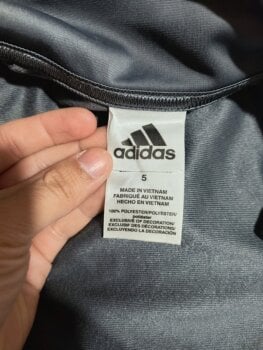 adidas
5
MADE IN VIETNAM
FABRIQUÉ AU VIETNAM
HECHO EN VIETNAM
100% POLYESTER/POLYESTER/
poliéster
EXCLUSIVE OF DECORATION/
EXCLUSIF DES DÉCORATIONS/
EXCLUYENDO LA DECORACIÓN